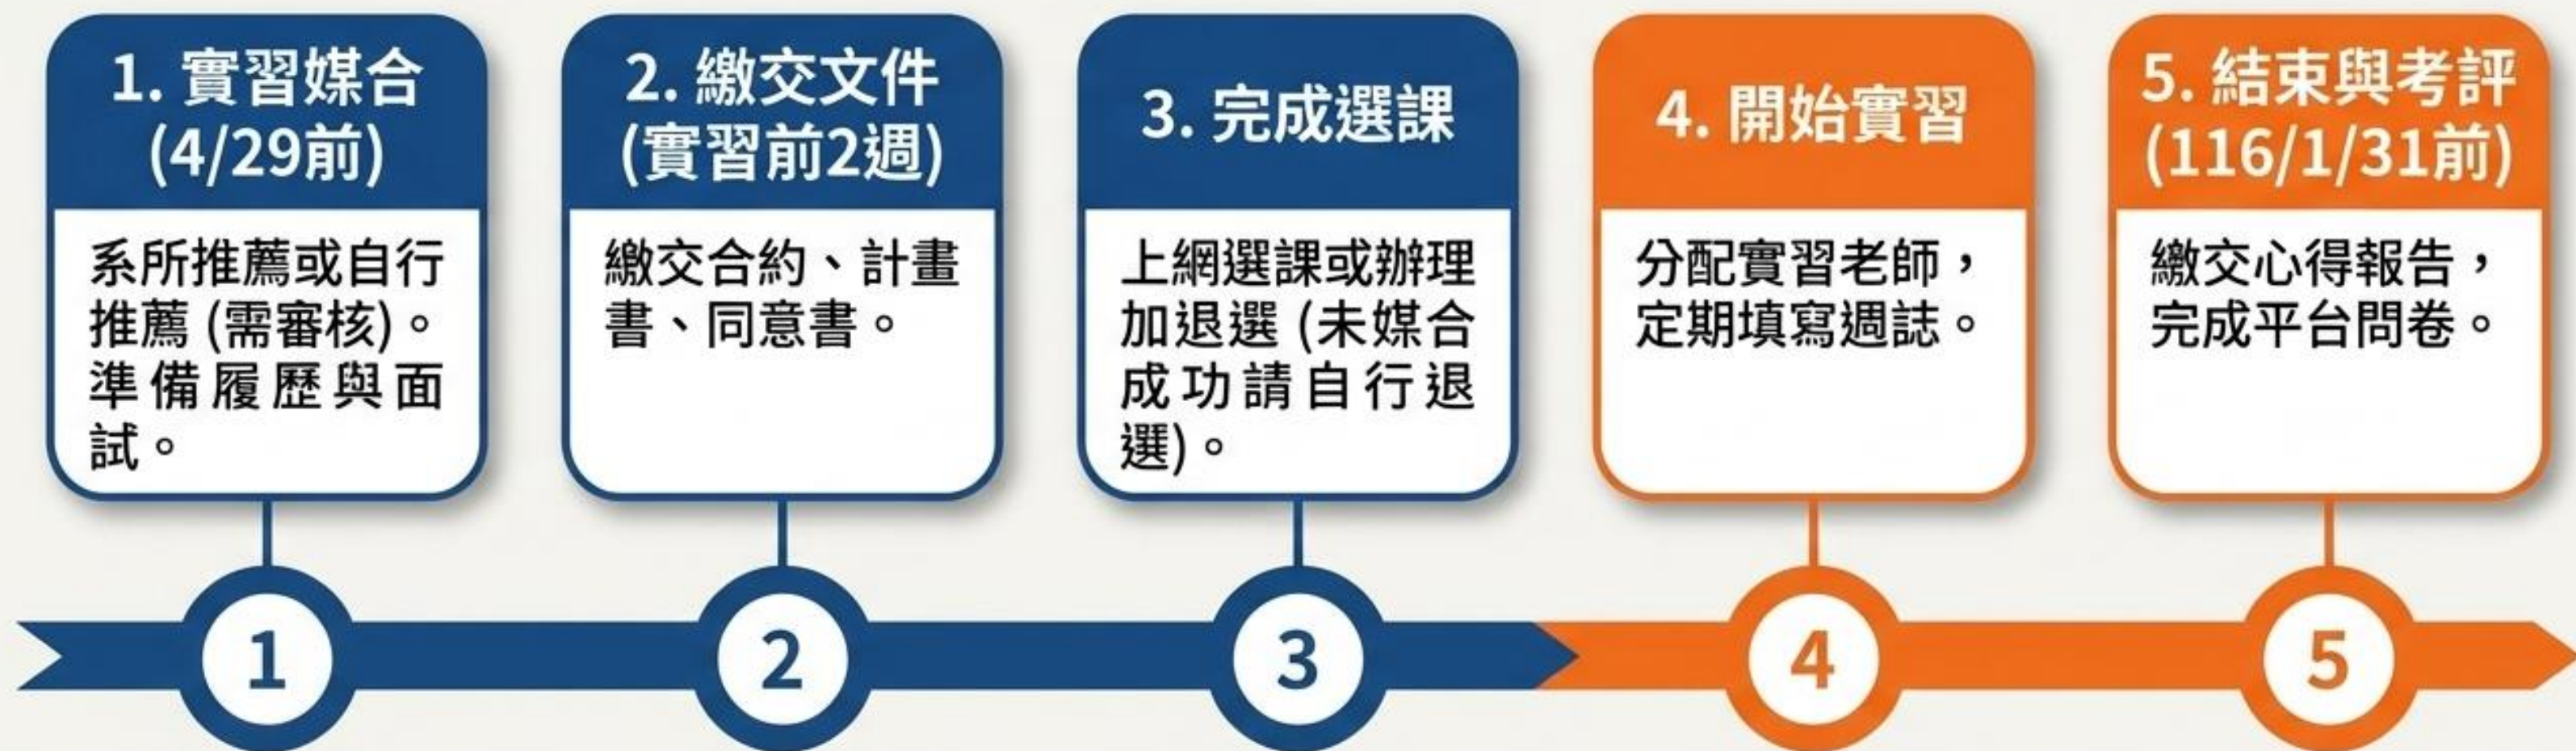 1. 實習媒合
(4/29前)
系所推薦或自行
推薦 (需審核)。
準備履歷與面
試。
2. 繳交文件
(實習前2週)
繳交合約、計畫
書、同意書。
3. 完成選課
上網選課或辦理
加退選 (未媒合
成功請自行退
選)。
4. 開始實習
分配實習老師，
定期填寫週誌。
5. 結束與考評
(116/1/31前)
繳交心得報告，
完成平台問卷。
1
2
3
4
5